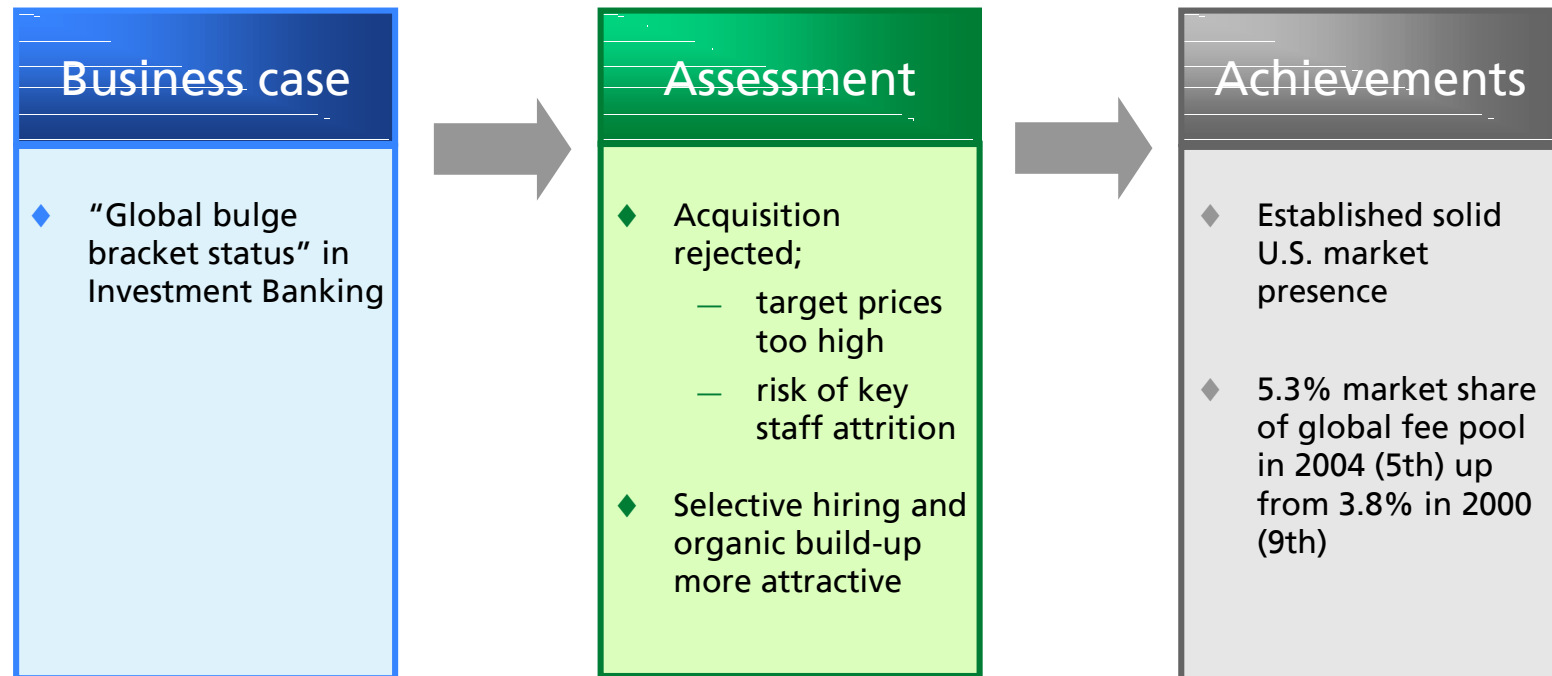 Business case
♦ “Global bulge
bracket status” in
Investment Banking
Assessment
♦ Acquisition
rejected;
— target prices
too high
— risk of key
staff attrition
♦ Selective hiring and
organic build-up
more attractive
Achievements
♦ Established solid
U.S. market
presence
♦ 5.3% market share
of global fee pool
in 2004 (5th) up
from 3.8% in 2000
(9th)